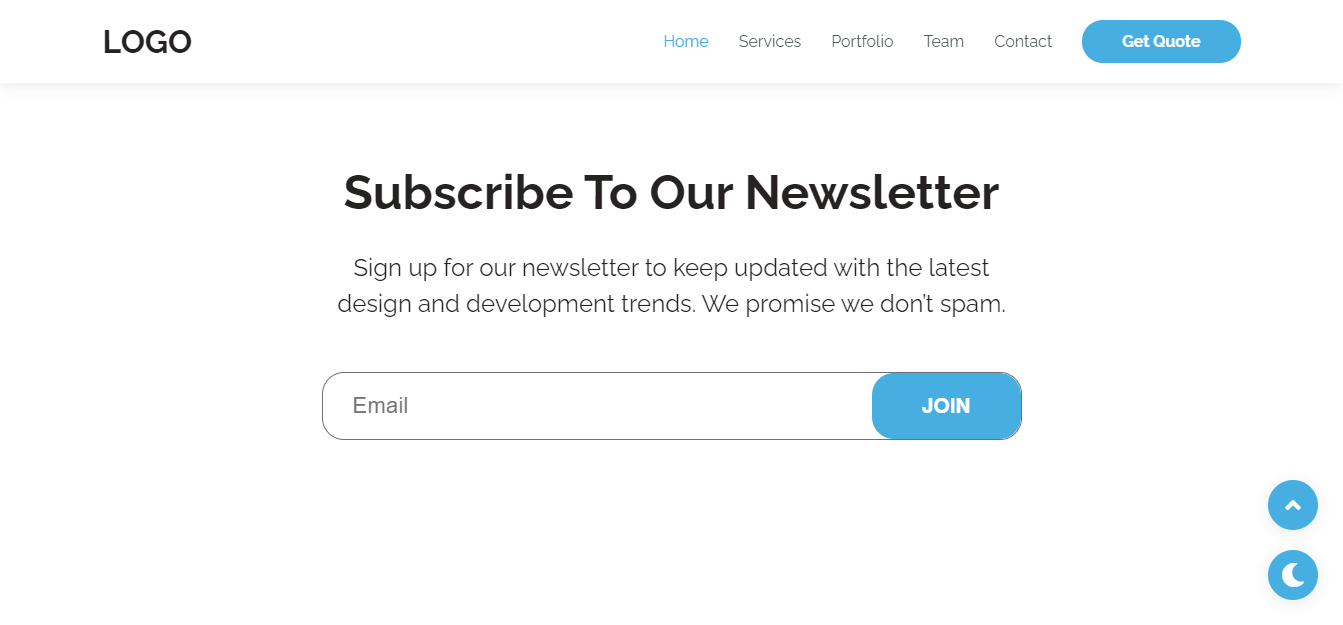 LOGO
Home Services Portfolio Team Contact Get Quote
Subscribe To Our Newsletter
Sign up for our newsletter to keep updated with the latest
design and development trends. We promise we don’t spam.
Email JOIN